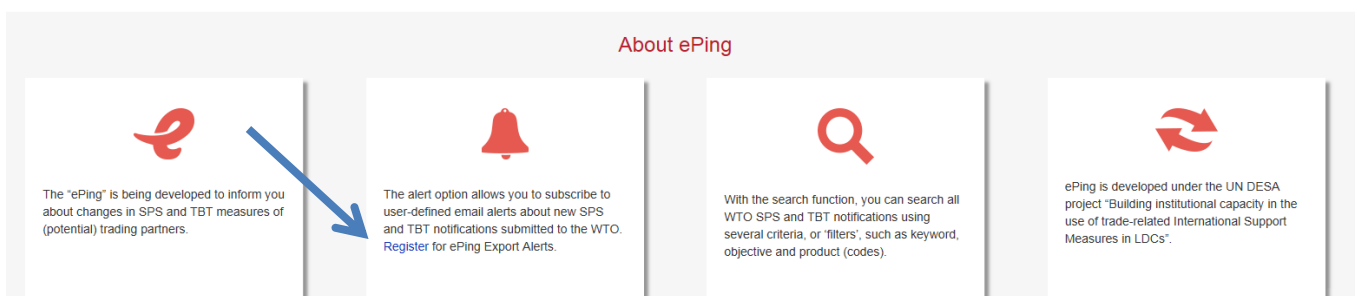 About ePing
The “ePing” is being developed to inform you
about changes in SPS and TBT measures of
(potential) trading partners.
The alert option allows you to subscribe to
user-defined email alerts about new SPS
and TBT notifications submitted to the WTO.
Register for ePing Export Alerts.
With the search function, you can search all
WTO SPS and TBT notifications using
several criteria, or ‘filters’, such as keyword,
objective and product (codes).
ePing is developed under the UN DESA
project “Building institutional capacity in the
use of trade-related International Support
Measures in LDCs”.